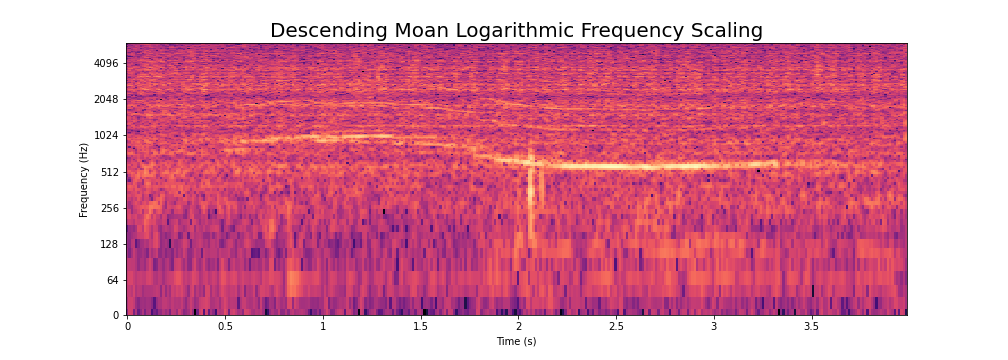 Descending Moan Logarithmic Frequency Scaling
Frequency (Hz)
4096
2048
1024
512
256
128
64
0
0 0.5 1 1.5 2 2.5 3 3.5
Time (s)